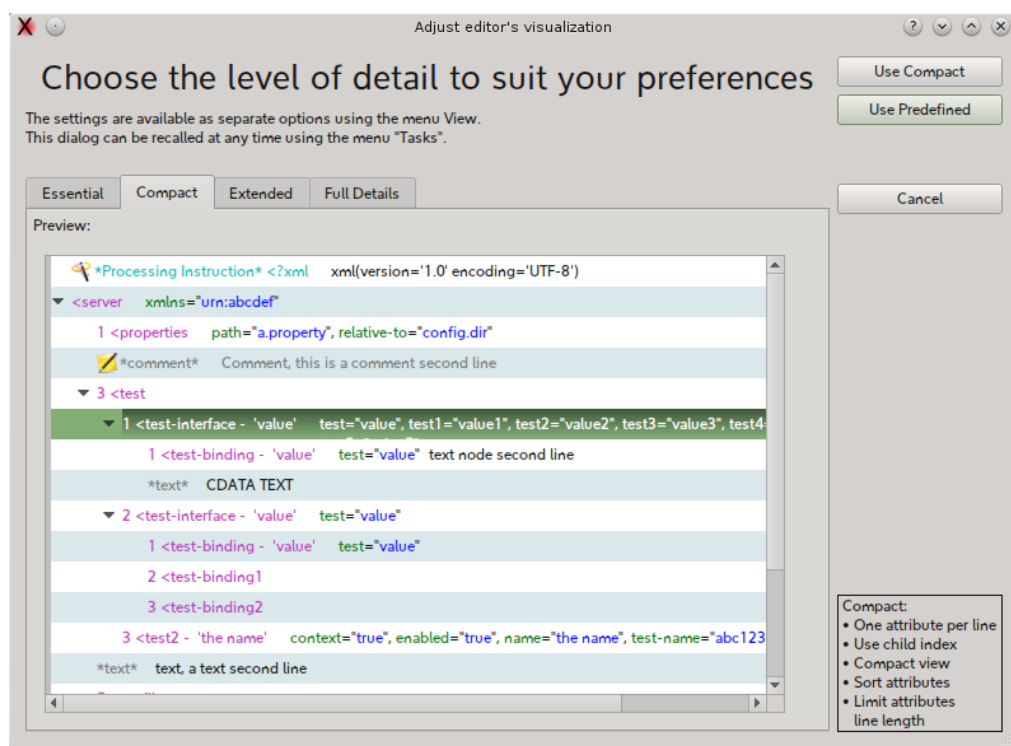 Adjust editor's visualization
Choose the level of detail to suit your preferences
The settings are available as separate options using the menu View.
This dialog can be recalled at any time using the menu "Tasks".
Use Compact
Use Predefined
Cancel
Essential Compact Extended Full Details
Preview:
*Processing Instruction* <?xml xml(version='1.0' encoding='UTF-8')
<server xmlns="urn:abcdef"
1 <properties path="a.property", relative-to="config.dir"
*comment* Comment, this is a comment second line
3 <test
1 <test-interface - 'value' test="value", test1="value1", test2="value2", test3="value3", test4=
1 <test-binding - 'value' test="value" text node second line
*text* CDATA TEXT
2 <test-interface - 'value' test="value"
1 <test-binding - 'value' test="value"
2 <test-binding1
3 <test-binding2
3 <test2 - 'the name' context="true", enabled="true", name="the name", test-name="abc123
*text* text, a text second line
Compact:
• One attribute per line
• Use child index
• Compact view
• Sort attributes
• Limit attributes
line length